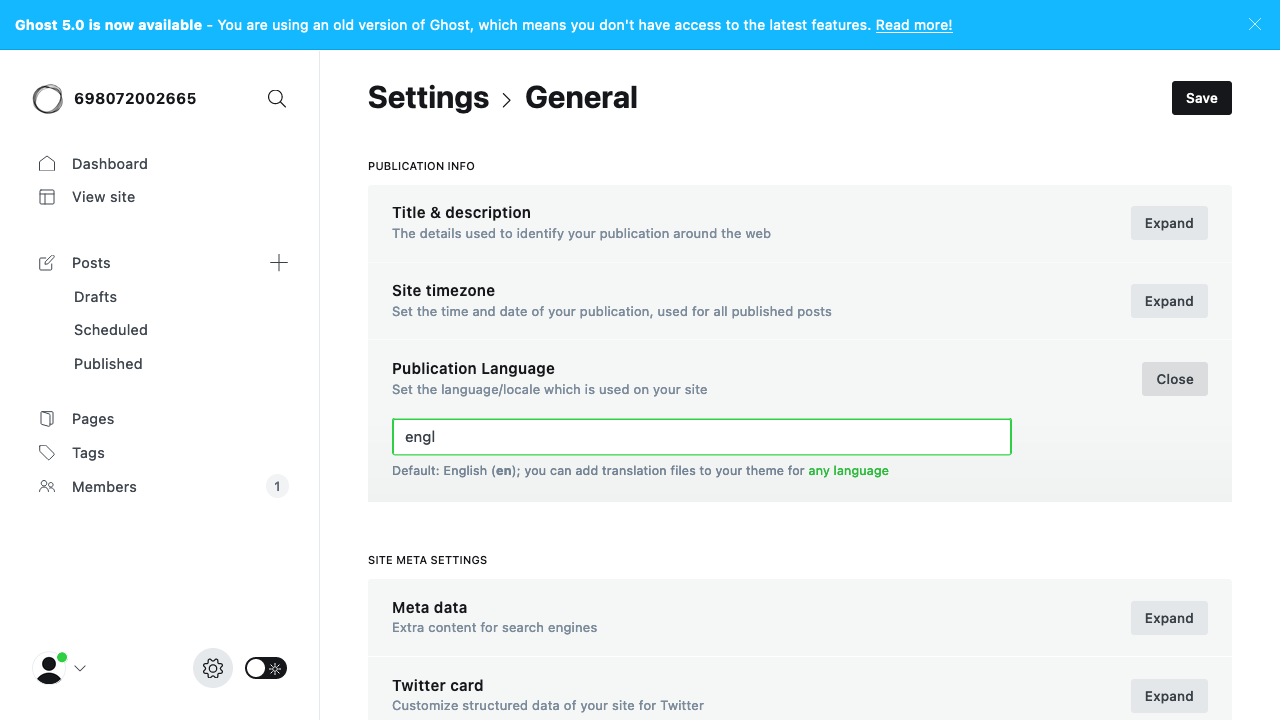 Ghost 5.0 is now available - You are using an old version of Ghost, which means you don't have access to the latest features. Read more!
698072002665
Dashboard
View site
Posts
Drafts
Scheduled
Published
Pages
Tags
Members 1
Settings > General
Save
PUBLICATION INFO
Title & description
The details used to identify your publication around the web
Expand
Site timezone
Set the time and date of your publication, used for all published posts
Expand
Publication Language
Set the language/locale which is used on your site
Close
engl
Default: English (en); you can add translation files to your theme for any language
SITE META SETTINGS
Meta data
Extra content for search engines
Expand
Twitter card
Customize structured data of your site for Twitter
Expand